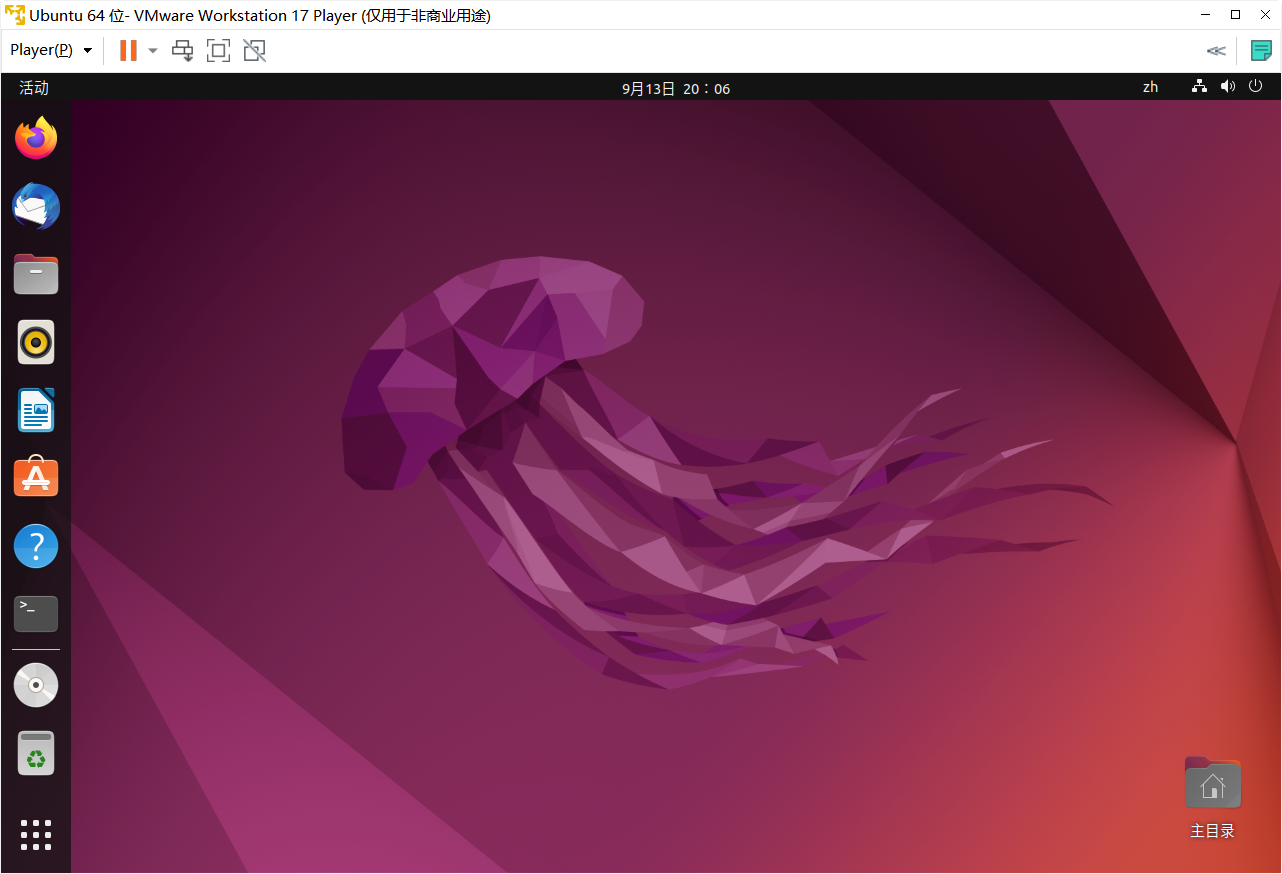 Ubuntu 64 位- VMware Workstation 17 Player (仅用于非商业用途)
Player(P)
活动
9月13日 20：06
zh
?
>_
主目录